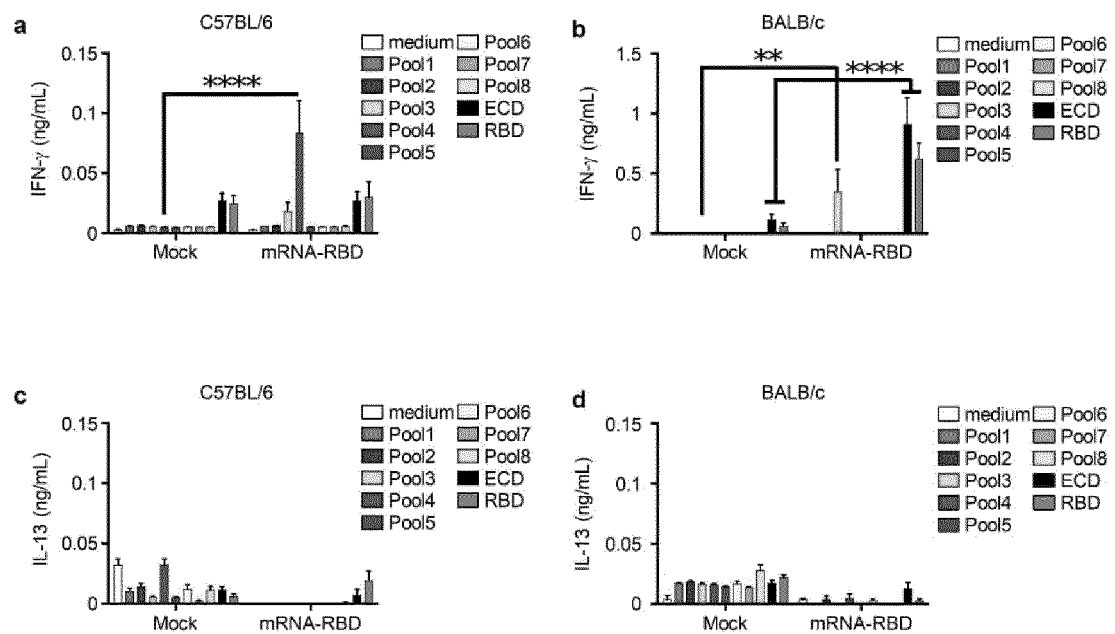 a
C57BL/6
IFN-γ (ng/mL)
0.15
0.1
0.05
0
****
medium
Pool1
Pool2
Pool3
Pool4
Pool5
Pool6
Pool7
Pool8
ECD
RBD
Mock
mRNA-RBD
b
BALB/c
IFN-γ (ng/mL)
1.5
1
0.5
0
**
****
medium
Pool1
Pool2
Pool3
Pool4
Pool5
Pool6
Pool7
Pool8
ECD
RBD
Mock
mRNA-RBD
c
C57BL/6
IL-13 (ng/mL)
0.15
0.1
0.05
0
medium
Pool1
Pool2
Pool3
Pool4
Pool5
Pool6
Pool7
Pool8
ECD
RBD
Mock
mRNA-RBD
d
BALB/c
IL-13 (ng/mL)
0.15
0.1
0.05
0
medium
Pool1
Pool2
Pool3
Pool4
Pool5
Pool6
Pool7
Pool8
ECD
RBD
Mock
mRNA-RBD